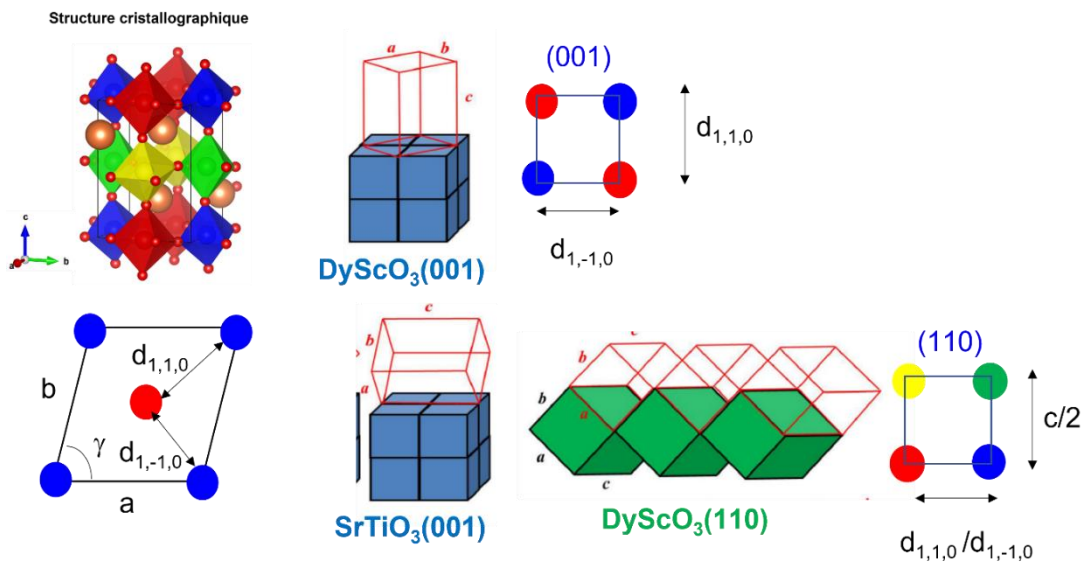 Structure cristallographique
c
a
b
a
b
c
DyScO₃(001)
(001)
d₁,₁,₀
d₁,₋₁,₀
b
γ
a
d₁,₁,₀
d₁,₋₁,₀
c
b
a
SrTiO₃(001)
b
a
b
a
c
DyScO₃(110)
(110)
c/2
d₁,₁,₀ /d₁,₋₁,₀